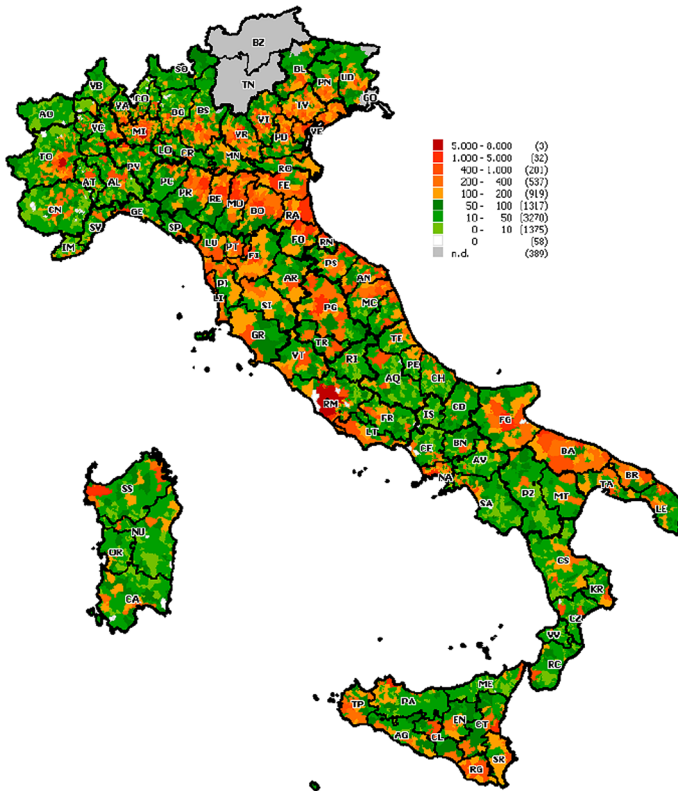 BZ
SO
BL
UD
VB
TN
PN
CO
GO
AO
VA
BG
BS
TV
VC
MI
VI
VR
PD
VE
TO
LO
CR
MN
PV
RO
AT
AL
PC
FE
PR
RE
MO
CN
BO
RA
GE
SV
SP
FO
IM
LU
PT
RN
FI
PS
PI
AR
AN
LI
SI
PG
MC
GR
TR
TE
VT
RI
PE
AQ
CH
RM
IS
CB
FG
FR
LT
CE
BN
BA
NA
AV
BR
SA
PZ
MT
TA
LE
SS
NU
OR
CS
CA
KR
CZ
VV
RC
ME
TP
PA
EN
CT
AG
CL
SR
RG
5.000 - 8.000 (3)
1.000 - 5.000 (32)
400 - 1.000 (201)
200 - 400 (537)
100 - 200 (919)
50 - 100 (1317)
10 - 50 (3270)
0 - 10 (1375)
0 (58)
n.d. (389)